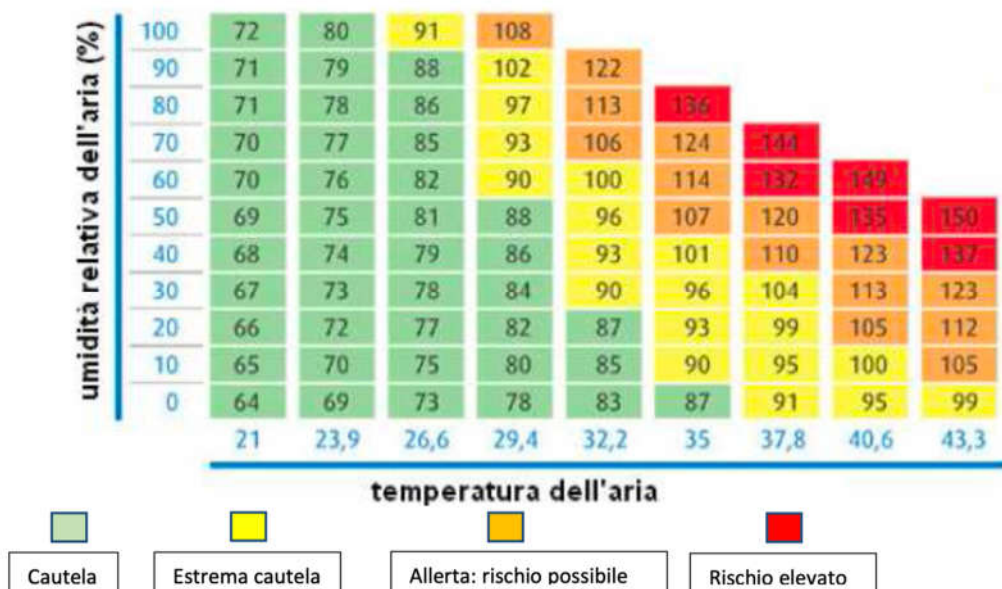 umidità relativa dell'aria (%)
100 72 80 91 108
90 71 79 88 102 122
80 71 78 86 97 113 136
70 70 77 85 93 106 124 144
60 70 76 82 90 100 114 132 149
50 69 75 81 88 96 107 120 135 150
40 68 74 79 86 93 101 110 123 137
30 67 73 78 84 90 96 104 113 123
20 66 72 77 82 87 93 99 105 112
10 65 70 75 80 85 90 95 100 105
0 64 69 73 78 83 87 91 95 99
21 23,9 26,6 29,4 32,2 35 37,8 40,6 43,3
temperatura dell'aria
Cautela Estrema cautela Allerta: rischio possibile Rischio elevato